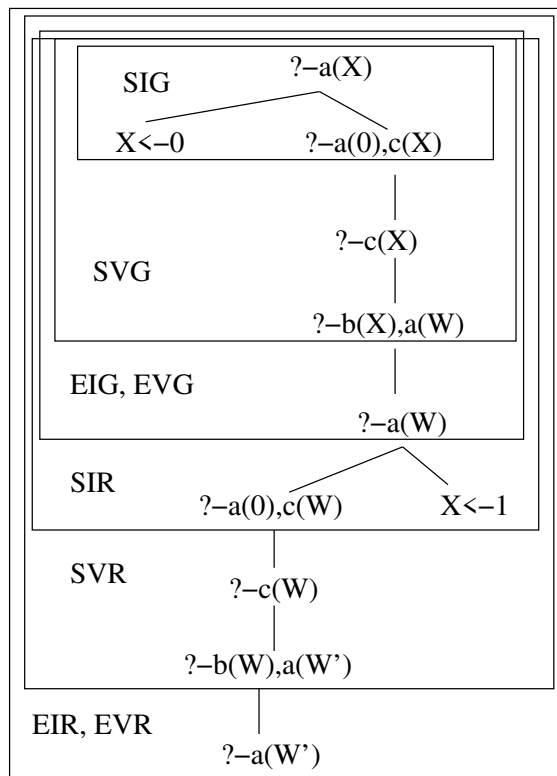 ?−a(X)
SIG
X<−0
?−a(0),c(X)
?−c(X)
SVG
?−b(X),a(W)
EIG, EVG
?−a(W)
SIR
?−a(0),c(W)
X<−1
SVR
?−c(W)
?−b(W),a(W’)
EIR, EVR
?−a(W’)